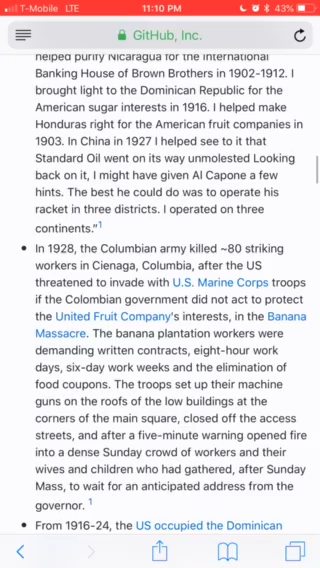 T-Mobile LTE 11:10 PM 43%
GitHub, Inc.
helped purify Nicaragua for the International
Banking House of Brown Brothers in 1902-1912. I
brought light to the Dominican Republic for the
American sugar interests in 1916. I helped make
Honduras right for the American fruit companies in
1903. In China in 1927 I helped see to it that
Standard Oil went on its way unmolested Looking
back on it, I might have given Al Capone a few
hints. The best he could do was to operate his
racket in three districts. I operated on three
continents.”1
• In 1928, the Columbian army killed ~80 striking
workers in Cienaga, Columbia, after the US
threatened to invade with U.S. Marine Corps troops
if the Colombian government did not act to protect
the United Fruit Company's interests, in the Banana
Massacre. The banana plantation workers were
demanding written contracts, eight-hour work
days, six-day work weeks and the elimination of
food coupons. The troops set up their machine
guns on the roofs of the low buildings at the
corners of the main square, closed off the access
streets, and after a five-minute warning opened fire
into a dense Sunday crowd of workers and their
wives and children who had gathered, after Sunday
Mass, to wait for an anticipated address from the
governor. 1
• From 1916-24, the US occupied the Dominican